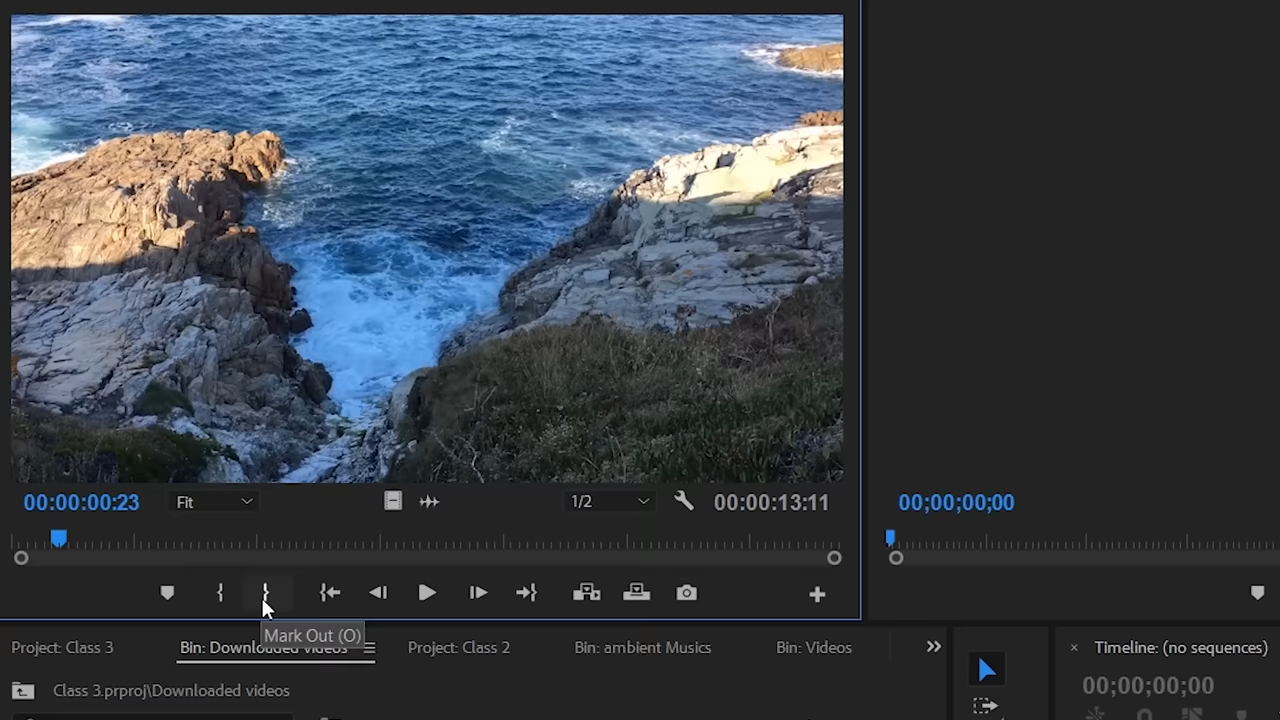 00:00:00:23 Fit 1/2 00:00:13:11 00;00;00;00
Mark Out (O)
Project: Class 3 Bin: Downloaded videos Project: Class 2 Bin: ambient Musics Bin: Videos Timeline: (no sequences)
Class 3.prproj\Downloaded videos 00;00;00;00